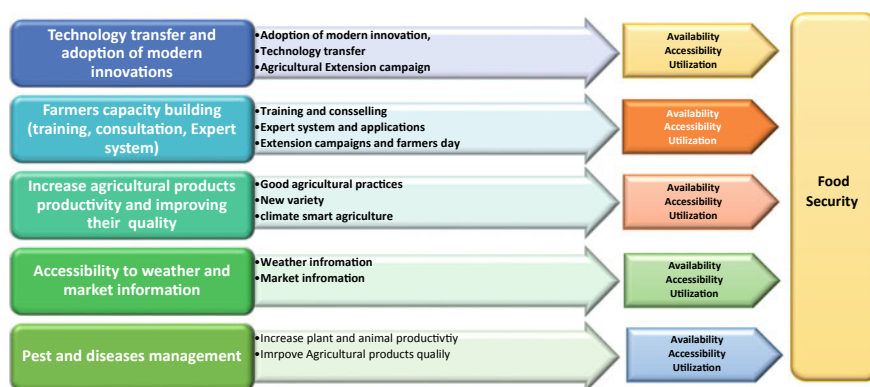 Technology transfer and
adoption of modern
innovations
•Adoption of modern innovation,
•Technology transfer
•Agricultural Extension campaign
Availability
Accessibility
Utilization
Farmers capacity building
(training, consultation, Expert
system)
•Training and consselling
•Expert system and applications
•Extension campaigns and farmers day
Availability
Accessibility
Utilization
Increase agricultural products
productivity and improving
their quality
•Good agricultural practices
•New variety
•climate smart agriculture
Availability
Accessibility
Utilization
Accessibility to weather and
market information
•Weather infromation
•Market infromation
Availability
Accessibility
Utilization
Pest and diseases management
•Increase plant and animal productivtiy
•Imrpove Agricultural products qualily
Availability
Accessibility
Utilization
Food
Security